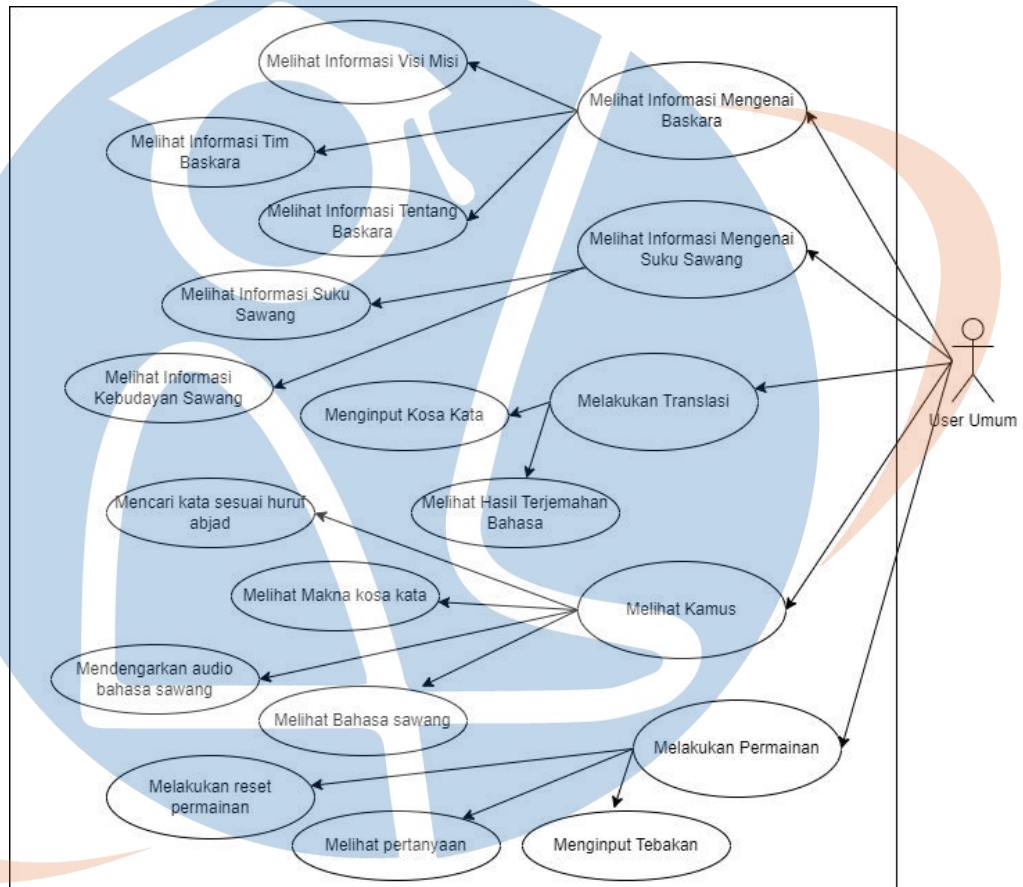 Melihat Informasi Visi Misi
Melihat Informasi Mengenai
Baskara
Melihat Informasi Tim
Baskara
Melihat Informasi Tentang
Baskara
Melihat Informasi Mengenai
Suku Sawang
Melihat Informasi Suku
Sawang
Melihat Informasi
Kebudayan Sawang
Menginput Kosa Kata
Melakukan Translasi
User Umum
Mencari kata sesuai huruf
abjad
Melihat Hasil Terjemahan
Bahasa
Melihat Makna kosa kata
Melihat Kamus
Mendengarkan audio
bahasa sawang
Melihat Bahasa sawang
Melakukan Permainan
Melakukan reset
permainan
Melihat pertanyaan
Menginput Tebakan